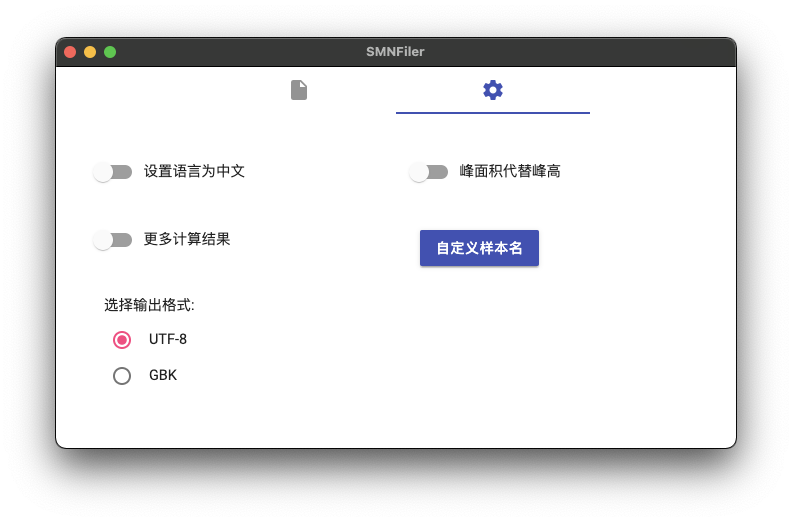 SMNFiler
设置语言为中文
峰面积代替峰高
更多计算结果
自定义样本名
选择输出格式:
UTF-8
GBK